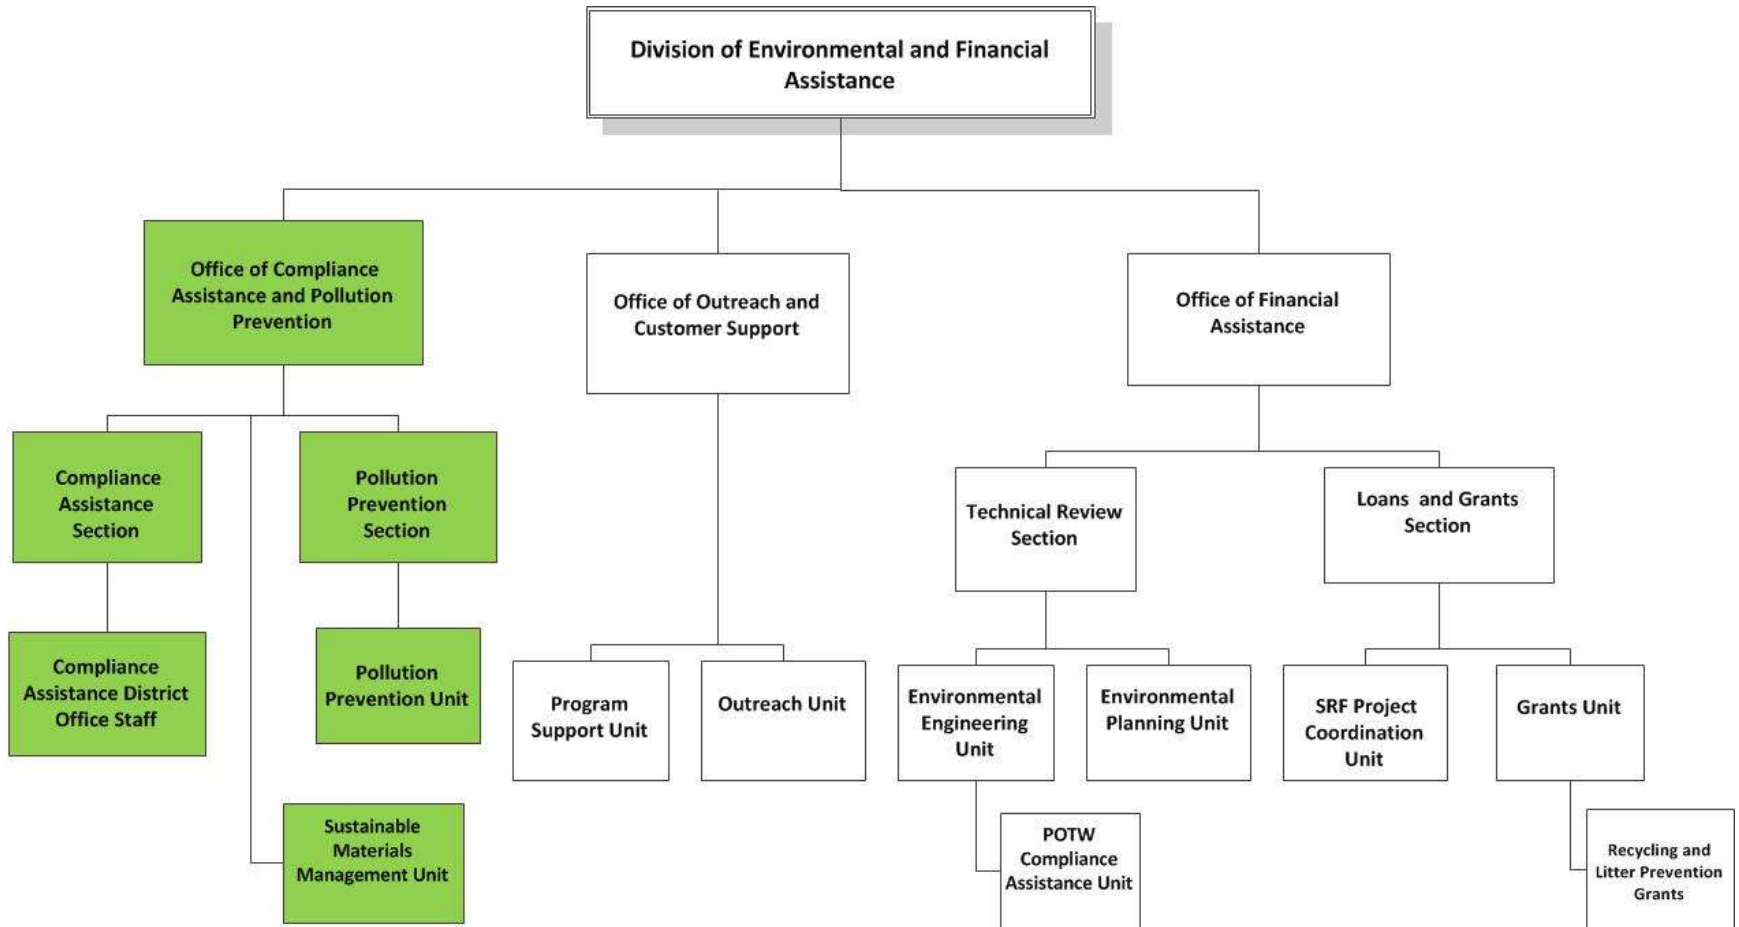 Division of Environmental and Financial
Assistance
Office of Compliance
Assistance and Pollution
Prevention
Office of Outreach and
Customer Support
Office of Financial
Assistance
Compliance
Assistance
Section
Pollution
Prevention
Section
Technical Review
Section
Loans and Grants
Section
Compliance
Assistance District
Office Staff
Pollution
Prevention Unit
Program
Support Unit
Outreach Unit
Environmental
Engineering
Unit
Environmental
Planning Unit
SRF Project
Coordination
Unit
Grants Unit
Sustainable
Materials
Management Unit
POTW
Compliance
Assistance Unit
Recycling and
Litter Prevention
Grants